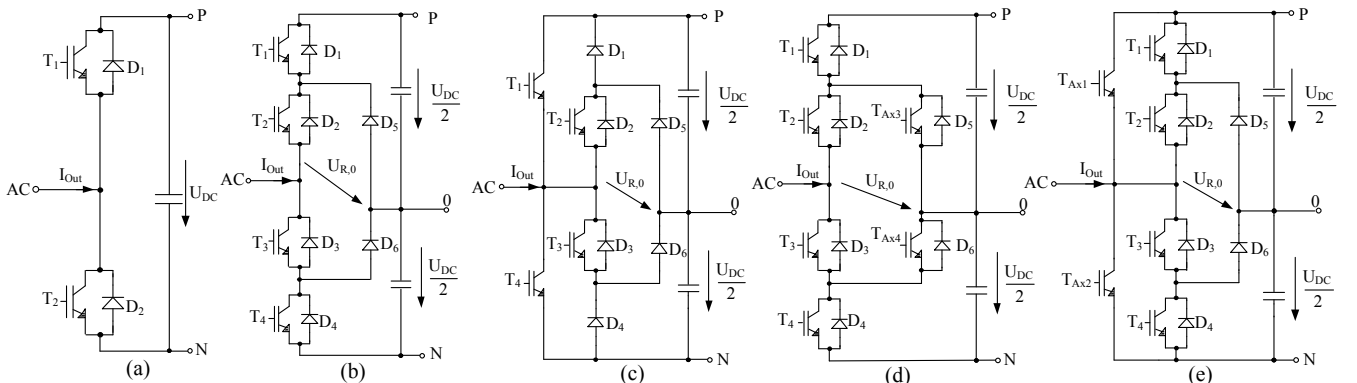 P
T1
D1
AC
IOut
UDC
T2
D2
N
(a)
P
T1
D1
UDC
2
T2
D2
D5
IOut
UR,0
AC
0
T3
D3
D6
UDC
2
T4
D4
N
(b)
P
D1
T1
UDC
2
T2
D2
D5
IOut
UR,0
AC
0
T3
D3
D6
T4
UDC
2
D4
N
(c)
P
T1
D1
UDC
2
T2
D2
TAx3
D5
IOut
UR,0
AC
0
T3
D3
TAx4
D6
UDC
2
T4
D4
N
(d)
P
D1
T1
TAx1
UDC
2
T2
D2
D5
IOut
UR,0
AC
0
T3
D3
D6
TAx2
UDC
2
T4
D4
N
(e)